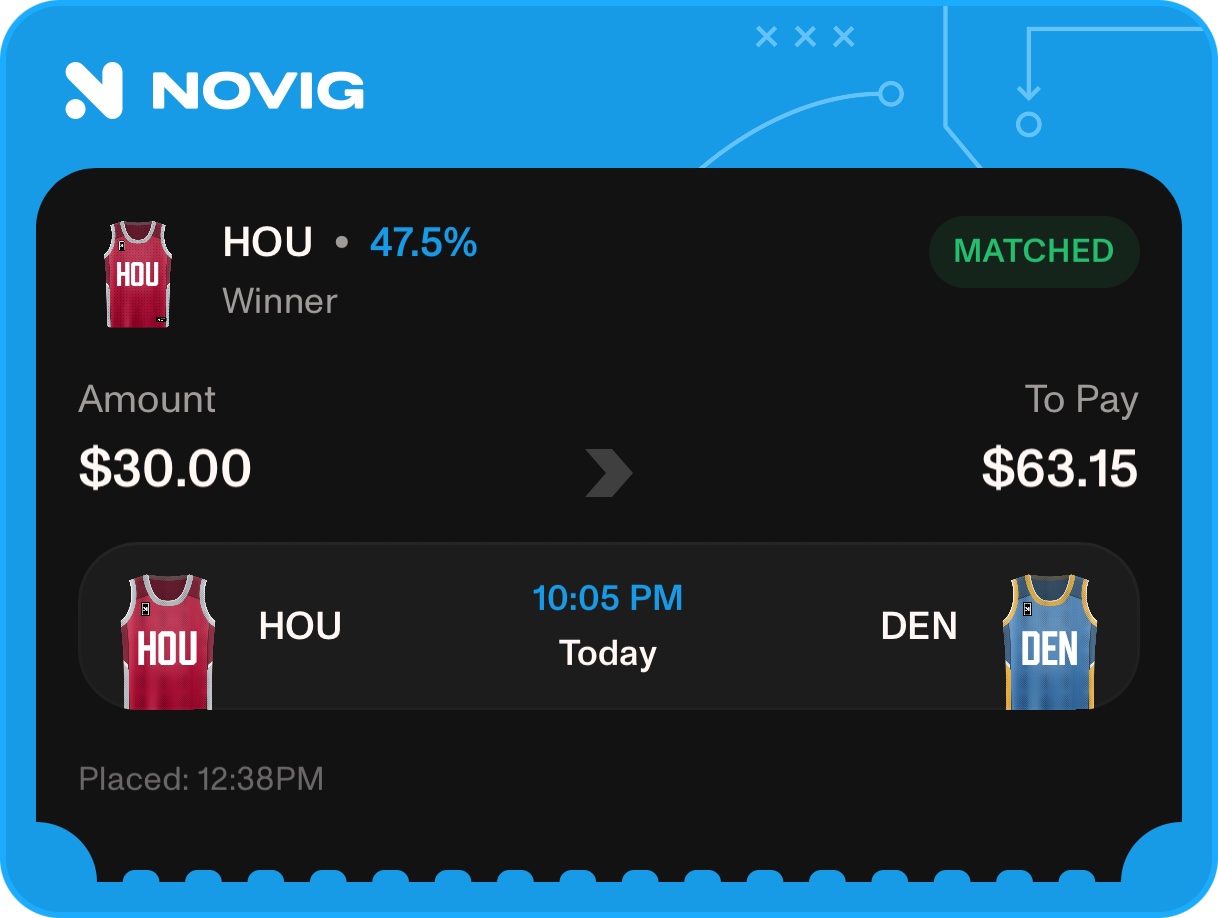 NOVIG
HOU
HOU • 47.5%
Winner
MATCHED
Amount
To Pay
$30.00
$63.15
HOU
HOU
10:05 PM
Today
DEN
DEN
Placed: 12:38PM